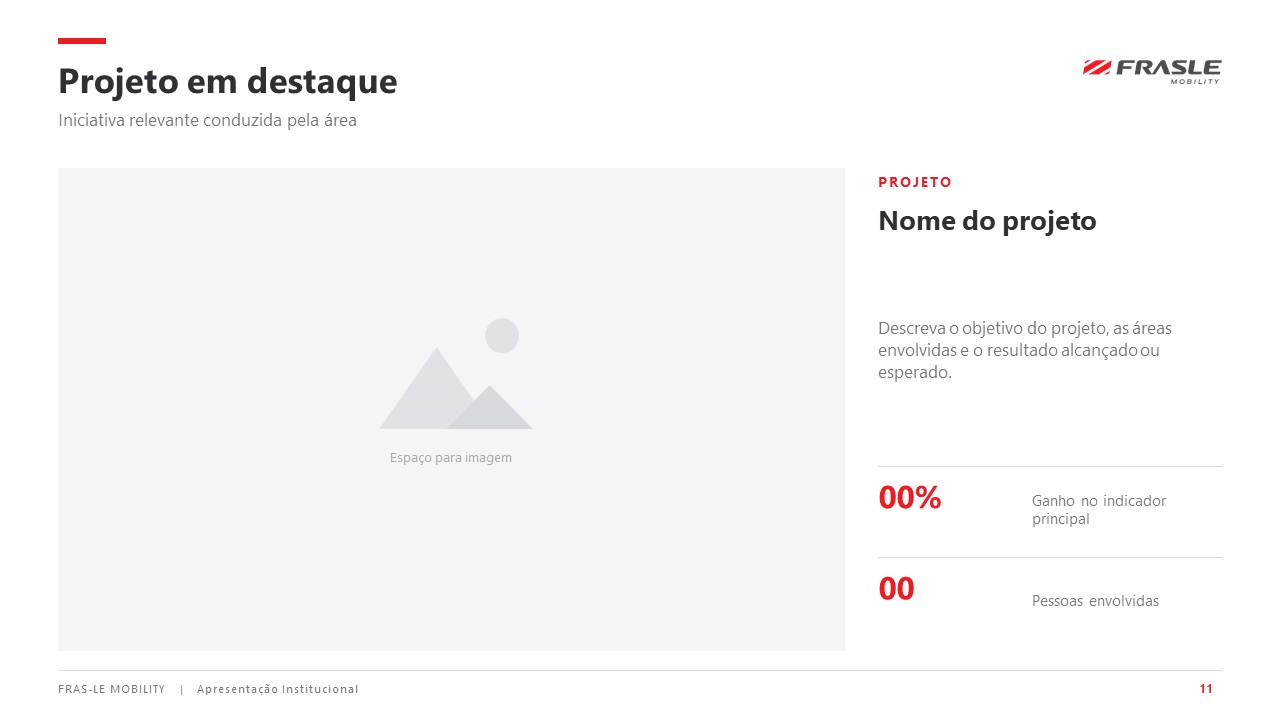 Projeto em destaque
FRASLE
MOBILITY
Iniciativa relevante conduzida pela área
PROJETO
Nome do projeto
Descreva o objetivo do projeto, as áreas
envolvidas e o resultado alcançado ou
esperado.
Espaço para imagem
00%
Ganho no indicador
principal
00
Pessoas envolvidas
FRAS-LE MOBILITY | Apresentação Institucional
11